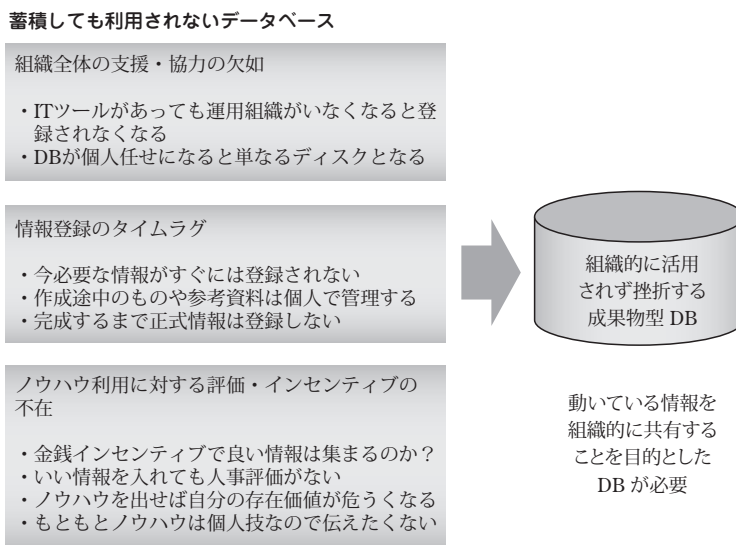 蓄積しても利用されないデータベース
組織全体の支援・協力の欠如
・ITツールがあっても運用組織がいなくなると登
録されなくなる
・DBが個人任せになると単なるディスクとなる
情報登録のタイムラグ
・今必要な情報がすぐには登録されない
・作成途中のものや参考資料は個人で管理する
・完成するまで正式情報は登録しない
ノウハウ利用に対する評価・インセンティブの
不在
・金銭インセンティブで良い情報は集まるのか？
・いい情報を入れても人事評価がない
・ノウハウを出せば自分の存在価値が危うくなる
・もともとノウハウは個人技なので伝えたくない
組織的に活用
されず挫折する
成果物型 DB
動いている情報を
組織的に共有する
ことを目的とした
DB が必要